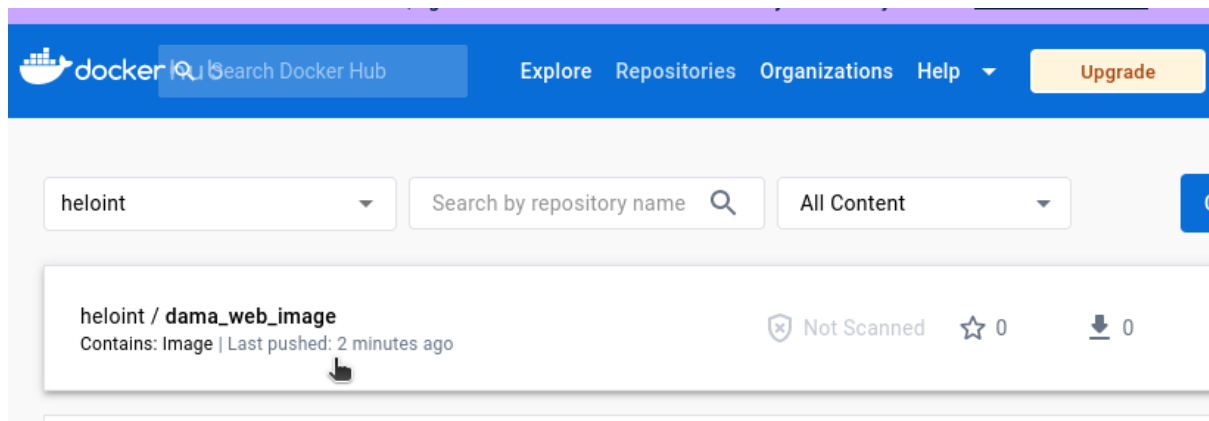 docker hub Search Docker Hub Explore Repositories Organizations Help Upgrade
heloint Search by repository name All Content
heloint / dama_web_image
Not Scanned 0 0
Contains: Image | Last pushed: 2 minutes ago